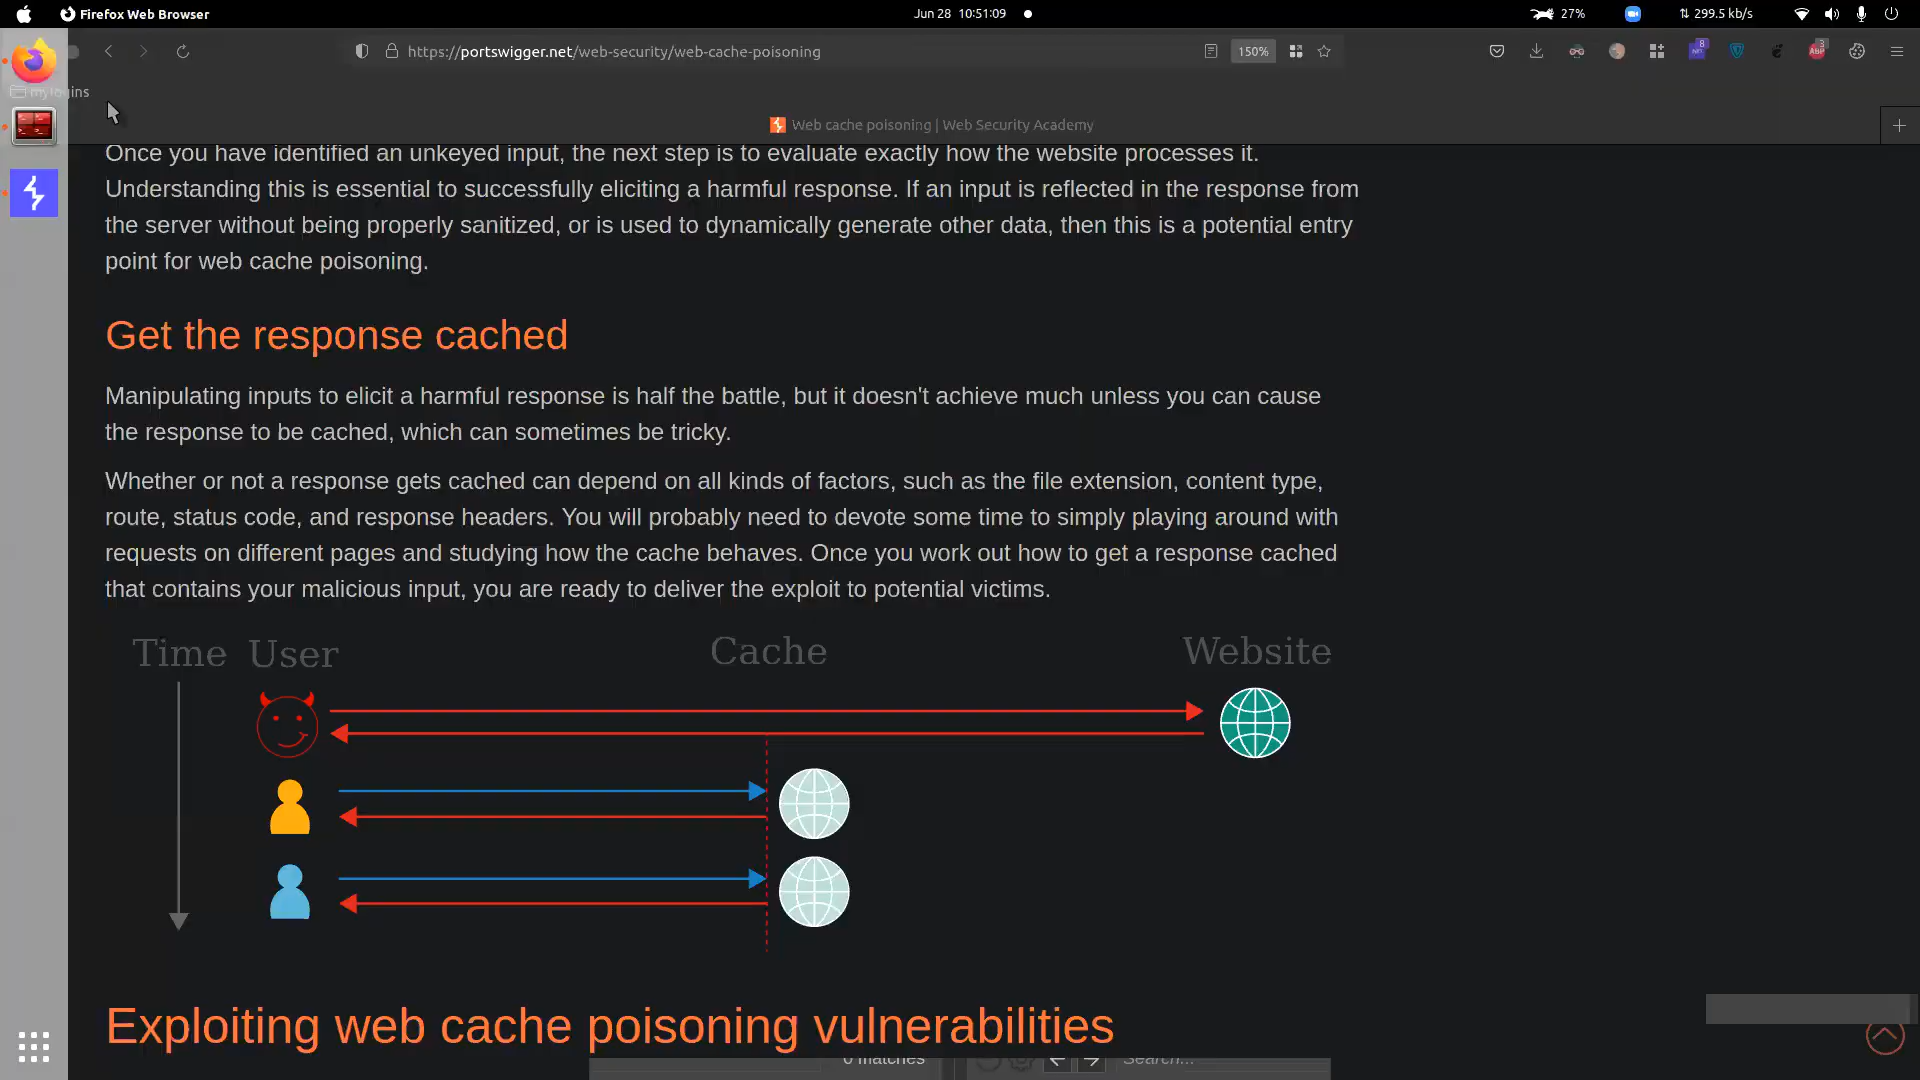 Firefox Web Browser
Jun 28 10:51:09
27%
299.5 kb/s
https://portswigger.net/web-security/web-cache-poisoning
150%
8
3
ABP
mylogins
Web cache poisoning | Web Security Academy
Once you have identified an unkeyed input, the next step is to evaluate exactly how the website processes it.
Understanding this is essential to successfully eliciting a harmful response. If an input is reflected in the response from
the server without being properly sanitized, or is used to dynamically generate other data, then this is a potential entry
point for web cache poisoning.
Get the response cached
Manipulating inputs to elicit a harmful response is half the battle, but it doesn't achieve much unless you can cause
the response to be cached, which can sometimes be tricky.
Whether or not a response gets cached can depend on all kinds of factors, such as the file extension, content type,
route, status code, and response headers. You will probably need to devote some time to simply playing around with
requests on different pages and studying how the cache behaves. Once you work out how to get a response cached
that contains your malicious input, you are ready to deliver the exploit to potential victims.
Time User Cache Website
Exploiting web cache poisoning vulnerabilities
0 matches
Search...